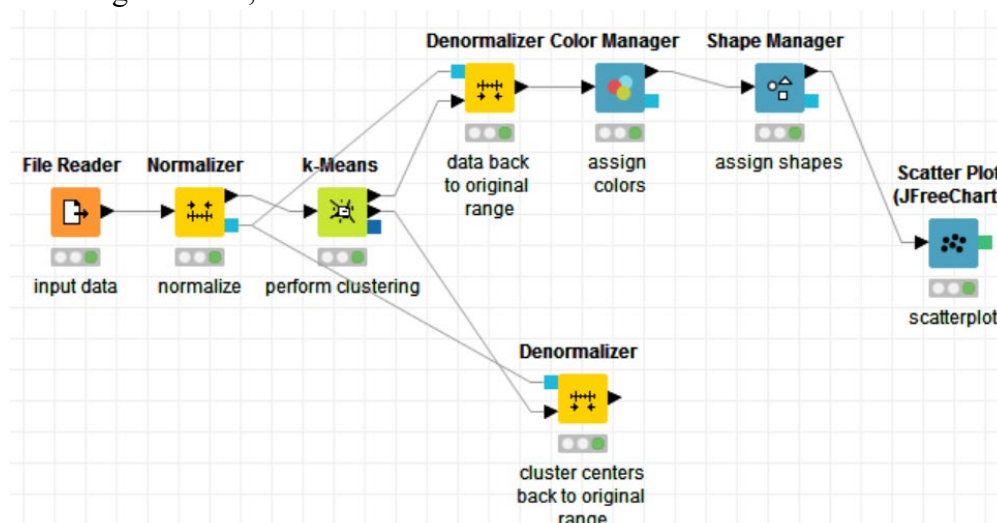 Denormalizer Color Manager Shape Manager
data back
to original
range
assign
colors
assign shapes
File Reader Normalizer k-Means
input data normalize perform clustering
Scatter Plot
(JFreeChart
scatterplot
Denormalizer
cluster centers
back to original
range